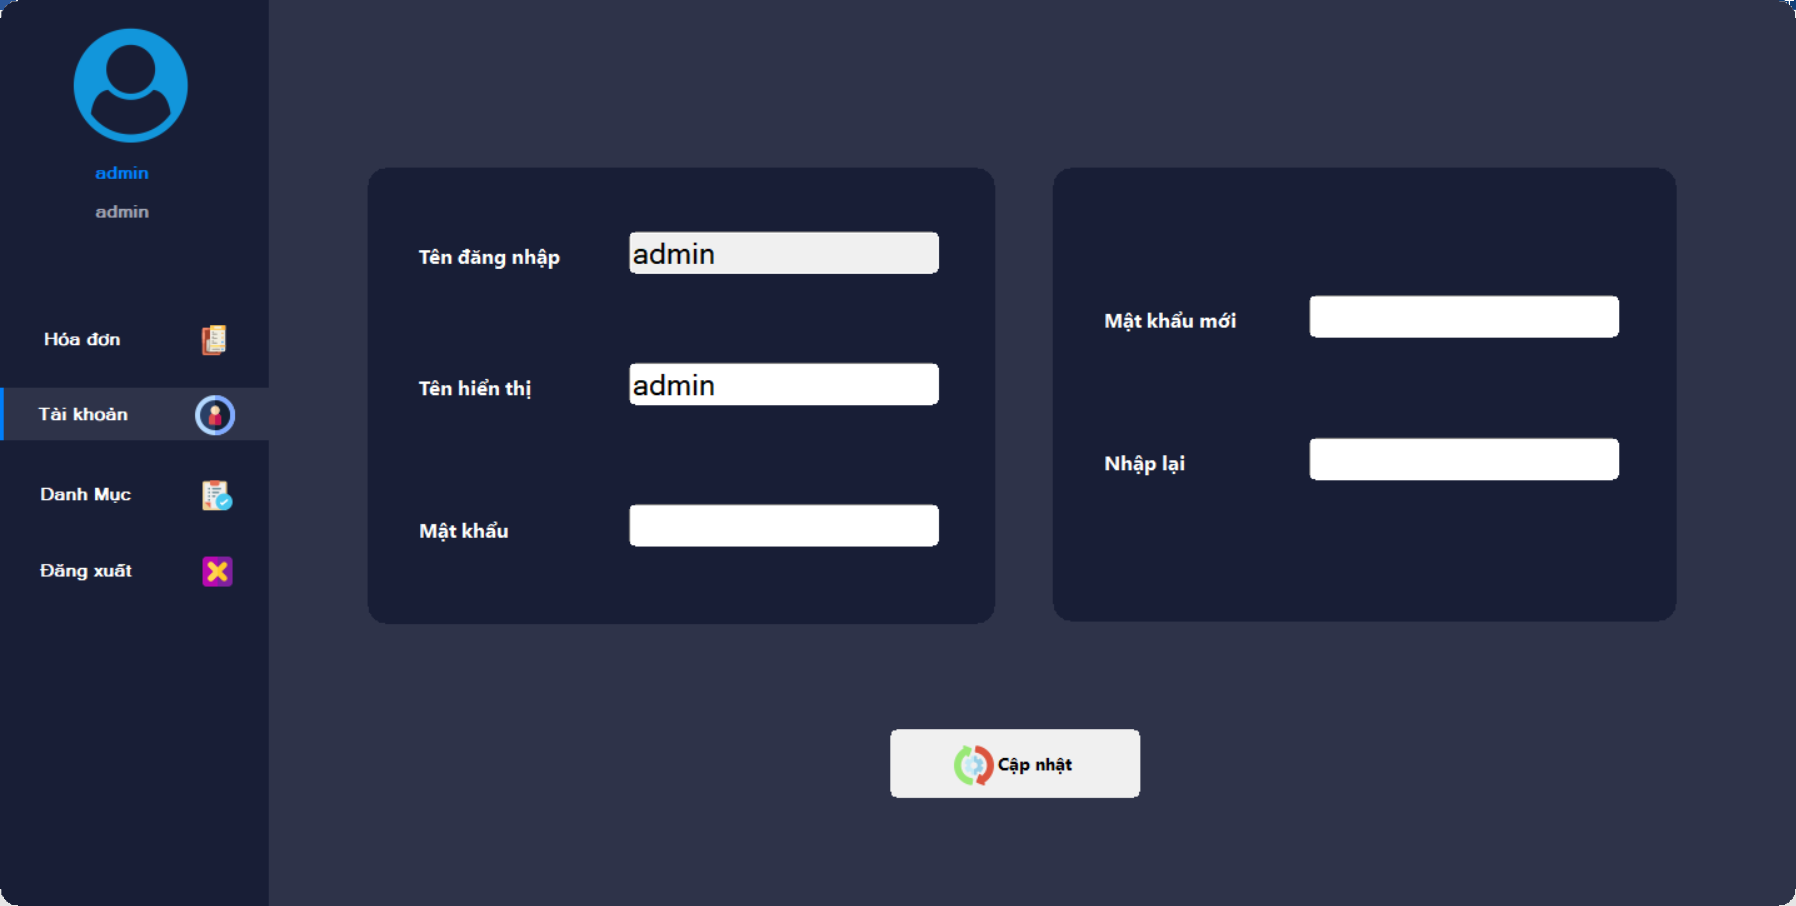 admin
admin
Hóa đơn
Tài khoản
Danh Mục
Đăng xuất
Tên đăng nhập
admin
Tên hiển thị
admin
Mật khẩu
Mật khẩu mới
Nhập lại
Cập nhật